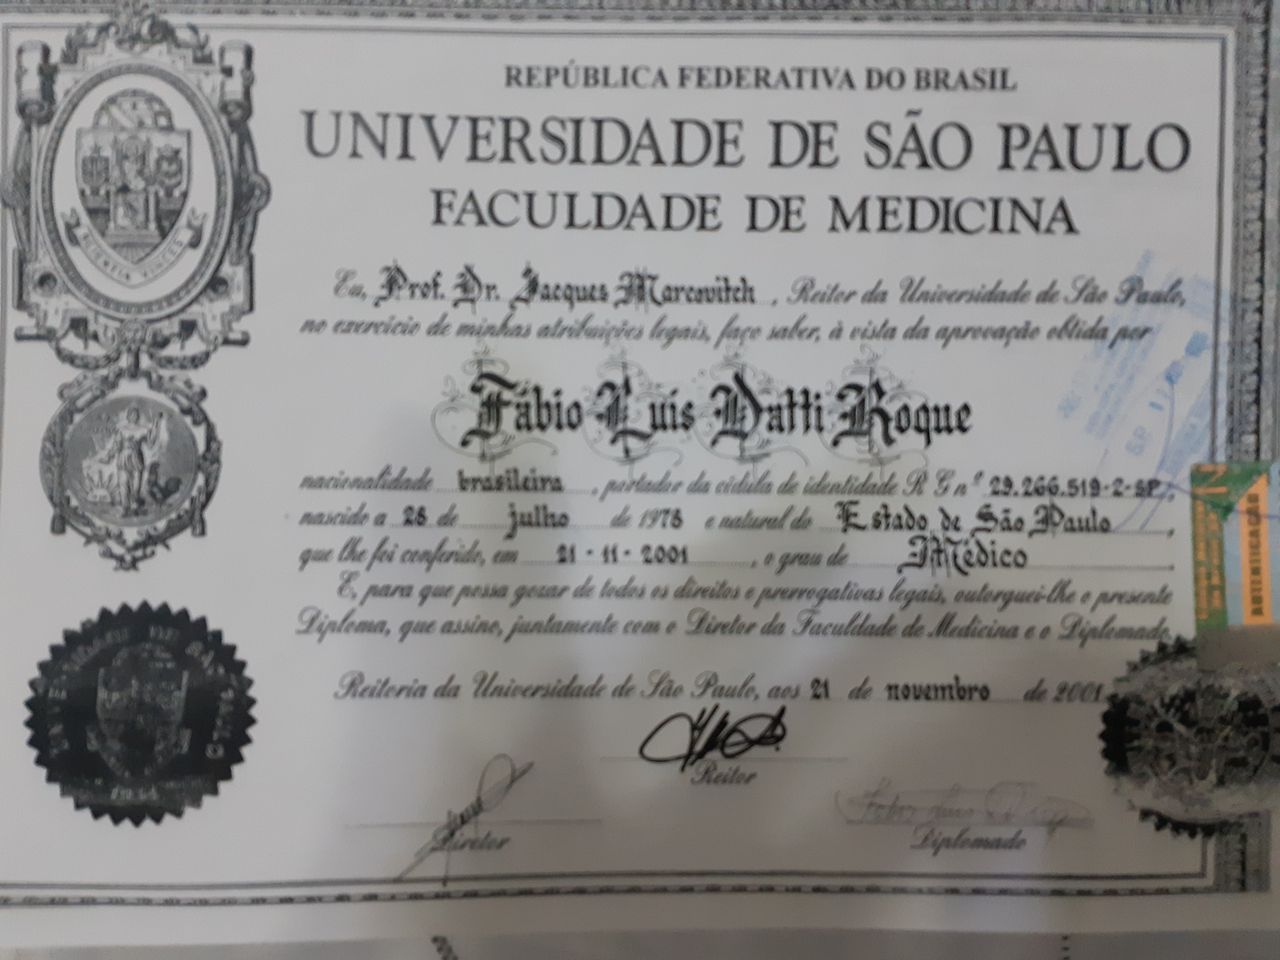 REPÚBLICA FEDERATIVA DO BRASIL
UNIVERSIDADE DE SÃO PAULO
FACULDADE DE MEDICINA
SCIENTIA VINCES
Eu, Prof. Dr. Jacques Marcovitch, Reitor da Universidade de São Paulo,
no exercício de minhas atribuições legais, faço saber, à vista da aprovação obtida por
Fábio Luís Datti Roque
nacionalidade brasileira, portador da cédula de identidade R G nº 29.266.519-2-SP,
nascido a 28 de julho de 1978 e natural do Estado de São Paulo,
que lhe foi conferido, em 21 - 11 - 2001, o grau de Médico.
E, para que possa gozar de todos os direitos e prerrogativas legais, outorguei-lhe o presente
Diploma, que assino, juntamente com o Diretor da Faculdade de Medicina e o Diplomado.
Reitoria da Universidade de São Paulo, aos 21 de novembro de 2001
Reitor
Diretor
Diplomado